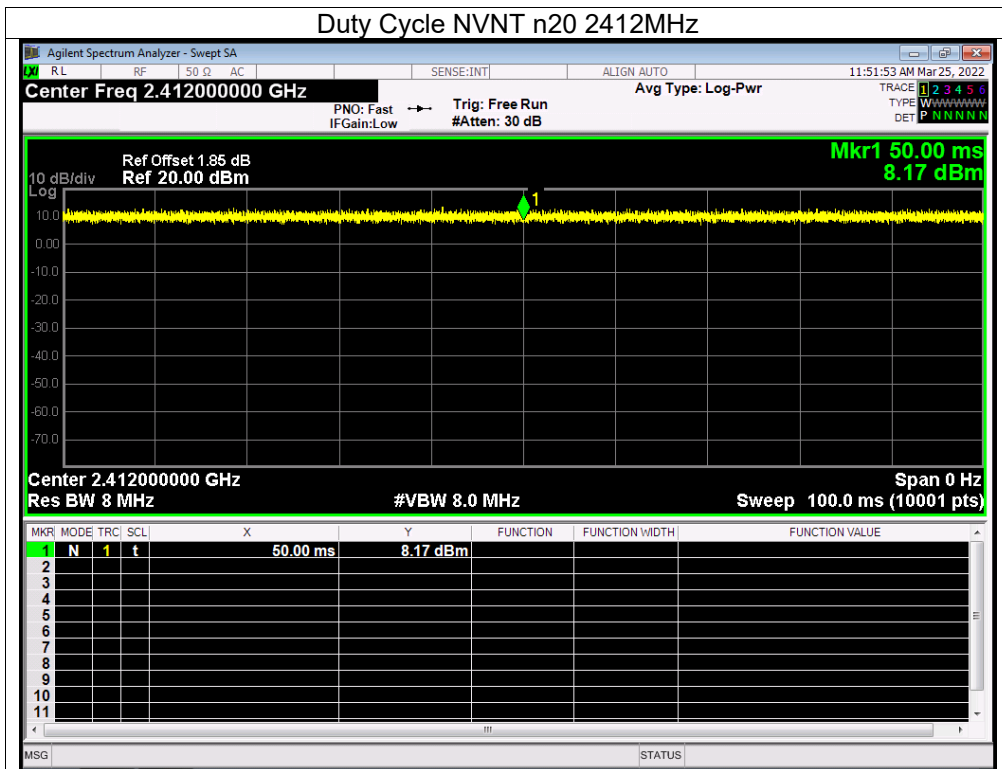 Duty Cycle NVNT n20 2412MHz
Agilent Spectrum Analyzer - Swept SA
LXI RL RF 50 Ω AC SENSE:INT ALIGN AUTO 11:51:53 AM Mar 25, 2022
Center Freq 2.412000000 GHz Avg Type: Log-Pwr TRACE 1 2 3 4 5 6
PNO: Fast Trig: Free Run TYPE WWWWWW
IFGain:Low #Atten: 30 dB DET P N N N N N
Mkr1 50.00 ms
Ref Offset 1.85 dB
10 dB/div Ref 20.00 dBm 8.17 dBm
Log
1
10.0
0.00
-10.0
-20.0
-30.0
-40.0
-50.0
-60.0
-70.0
Center 2.412000000 GHz Span 0 Hz
Res BW 8 MHz #VBW 8.0 MHz Sweep 100.0 ms (10001 pts)
MKR MODE TRC SCL X Y FUNCTION FUNCTION WIDTH FUNCTION VALUE
1 N 1 t 50.00 ms 8.17 dBm
2
3
4
5
6
7
8
9
10
11
MSG STATUS